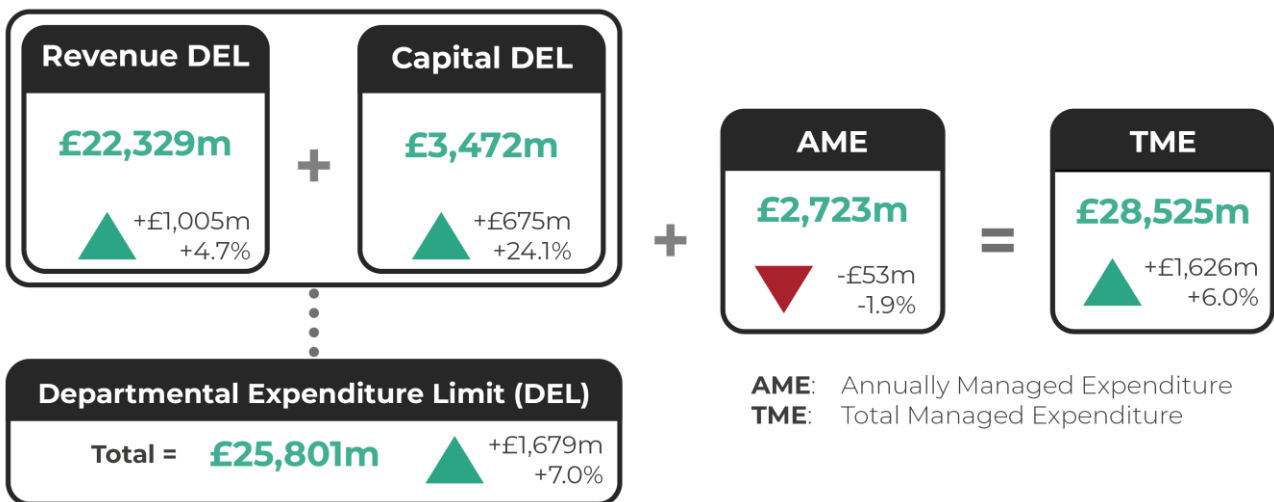 Revenue DEL
£22,329m
+£1,005m
+4.7%
+
Capital DEL
£3,472m
+£675m
+24.1%
+
AME
£2,723m
-£53m
-1.9%
=
TME
£28,525m
+£1,626m
+6.0%
Departmental Expenditure Limit (DEL)
Total = £25,801m
+£1,679m
+7.0%
AME: Annually Managed Expenditure
TME: Total Managed Expenditure